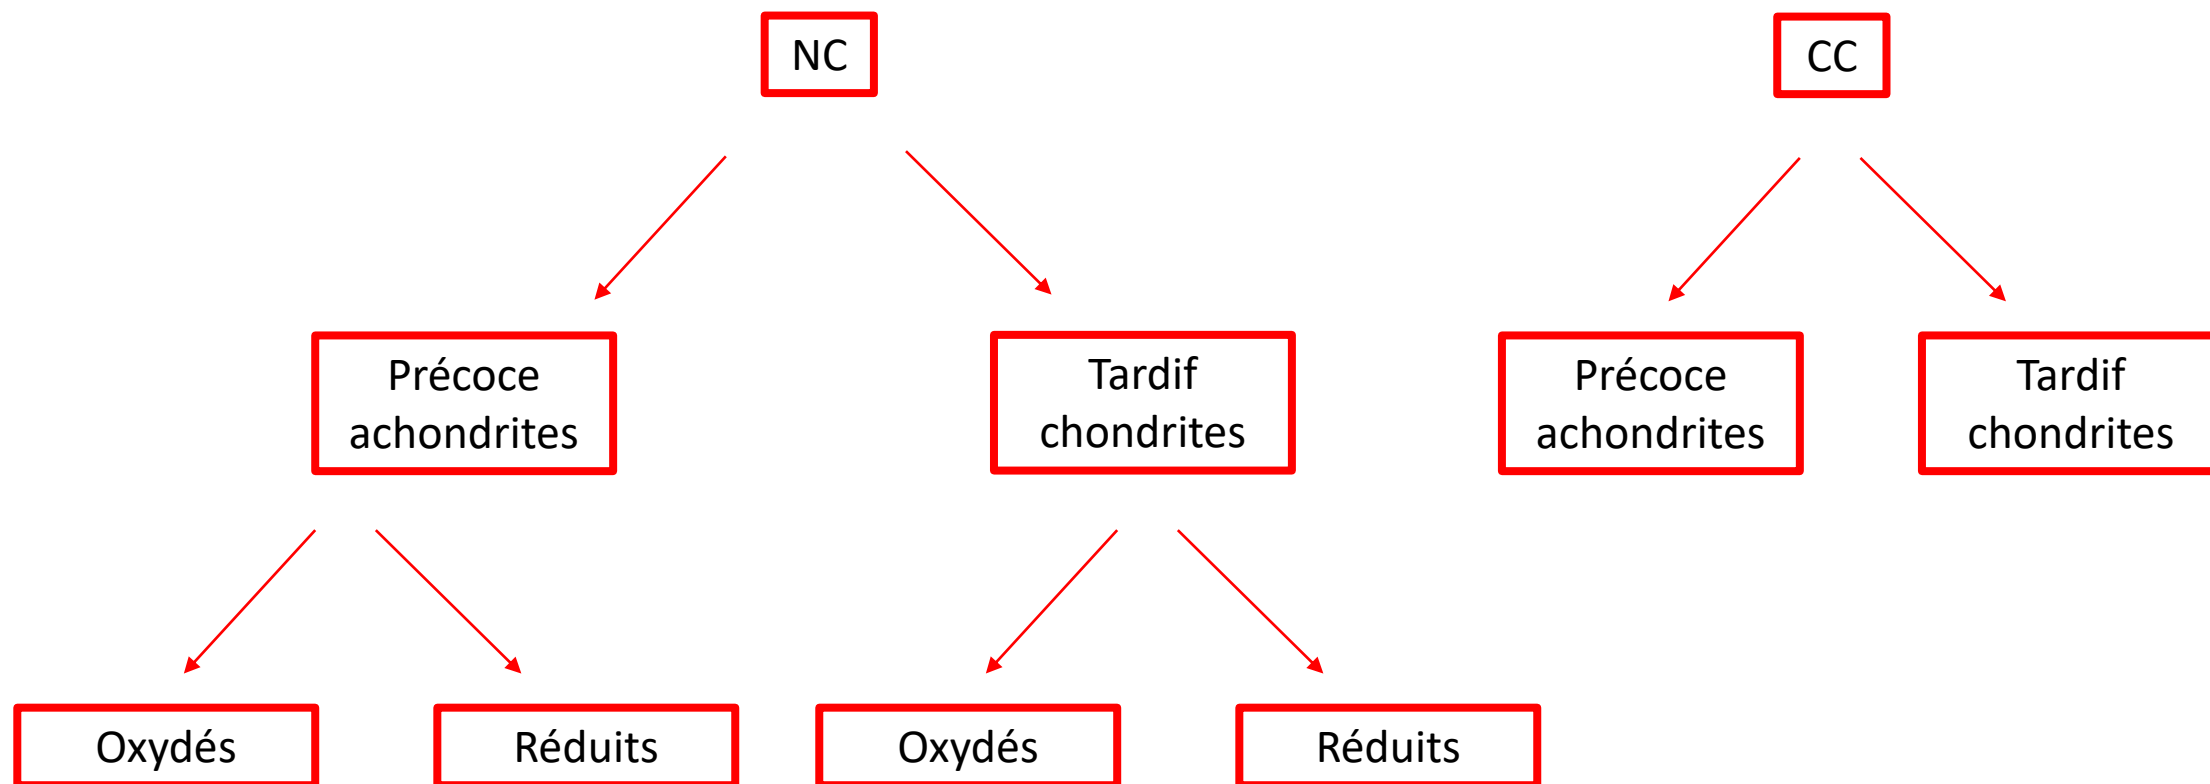 NC
CC
Précoce
achondrites
Tardif
chondrites
Précoce
achondrites
Tardif
chondrites
Oxydés
Réduits
Oxydés
Réduits